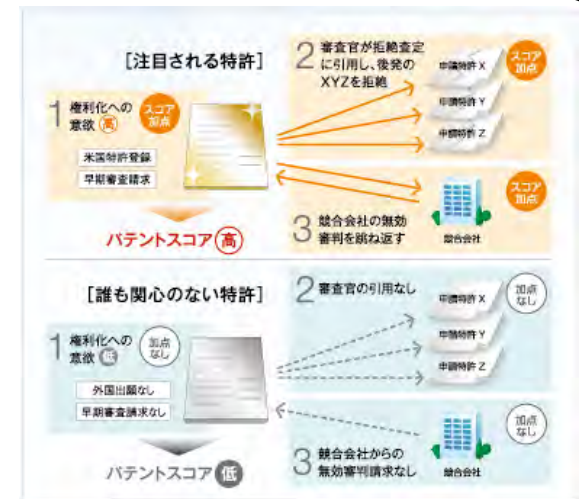 [注目される特許]
1 権利化への
意欲 高
スコア
加点
米国特許登録
早期審査請求
パテントスコア 高
2 審査官が拒絶査定
に引用し、後発の
XYZを拒絶
申請特許 X
申請特許 Y
申請特許 Z
スコア
加点
3 競合会社の無効
審判を跳ね返す
競合会社
スコア
加点
[誰も関心のない特許]
1 権利化への
意欲 低
加点
なし
外国出願なし
早期審査請求なし
パテントスコア 低
2 審査官の引用なし
申請特許 X
申請特許 Y
申請特許 Z
加点
なし
3 競合会社からの
無効審判請求なし
競合会社
加点
なし